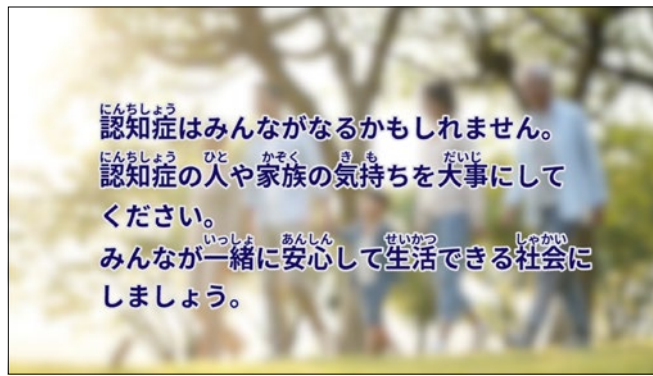 認知症はみんながなるかもしれません。
認知症の人や家族の気持ちを大事にして
ください。
みんなが一緒に安心して生活できる社会に
しましょう。